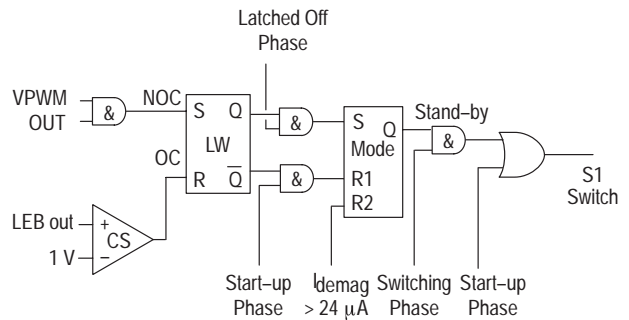 Latched Off
Phase
VPWM
OUT
&
NOC
S Q
LW
OC
R Q
&
&
S Q
Mode
R1
R2
Stand–by
&
S1
Switch
LEB out
+
CS
1 V
–
Start–up
Phase
Idemag
> 24 µA
Switching
Phase
Start–up
Phase